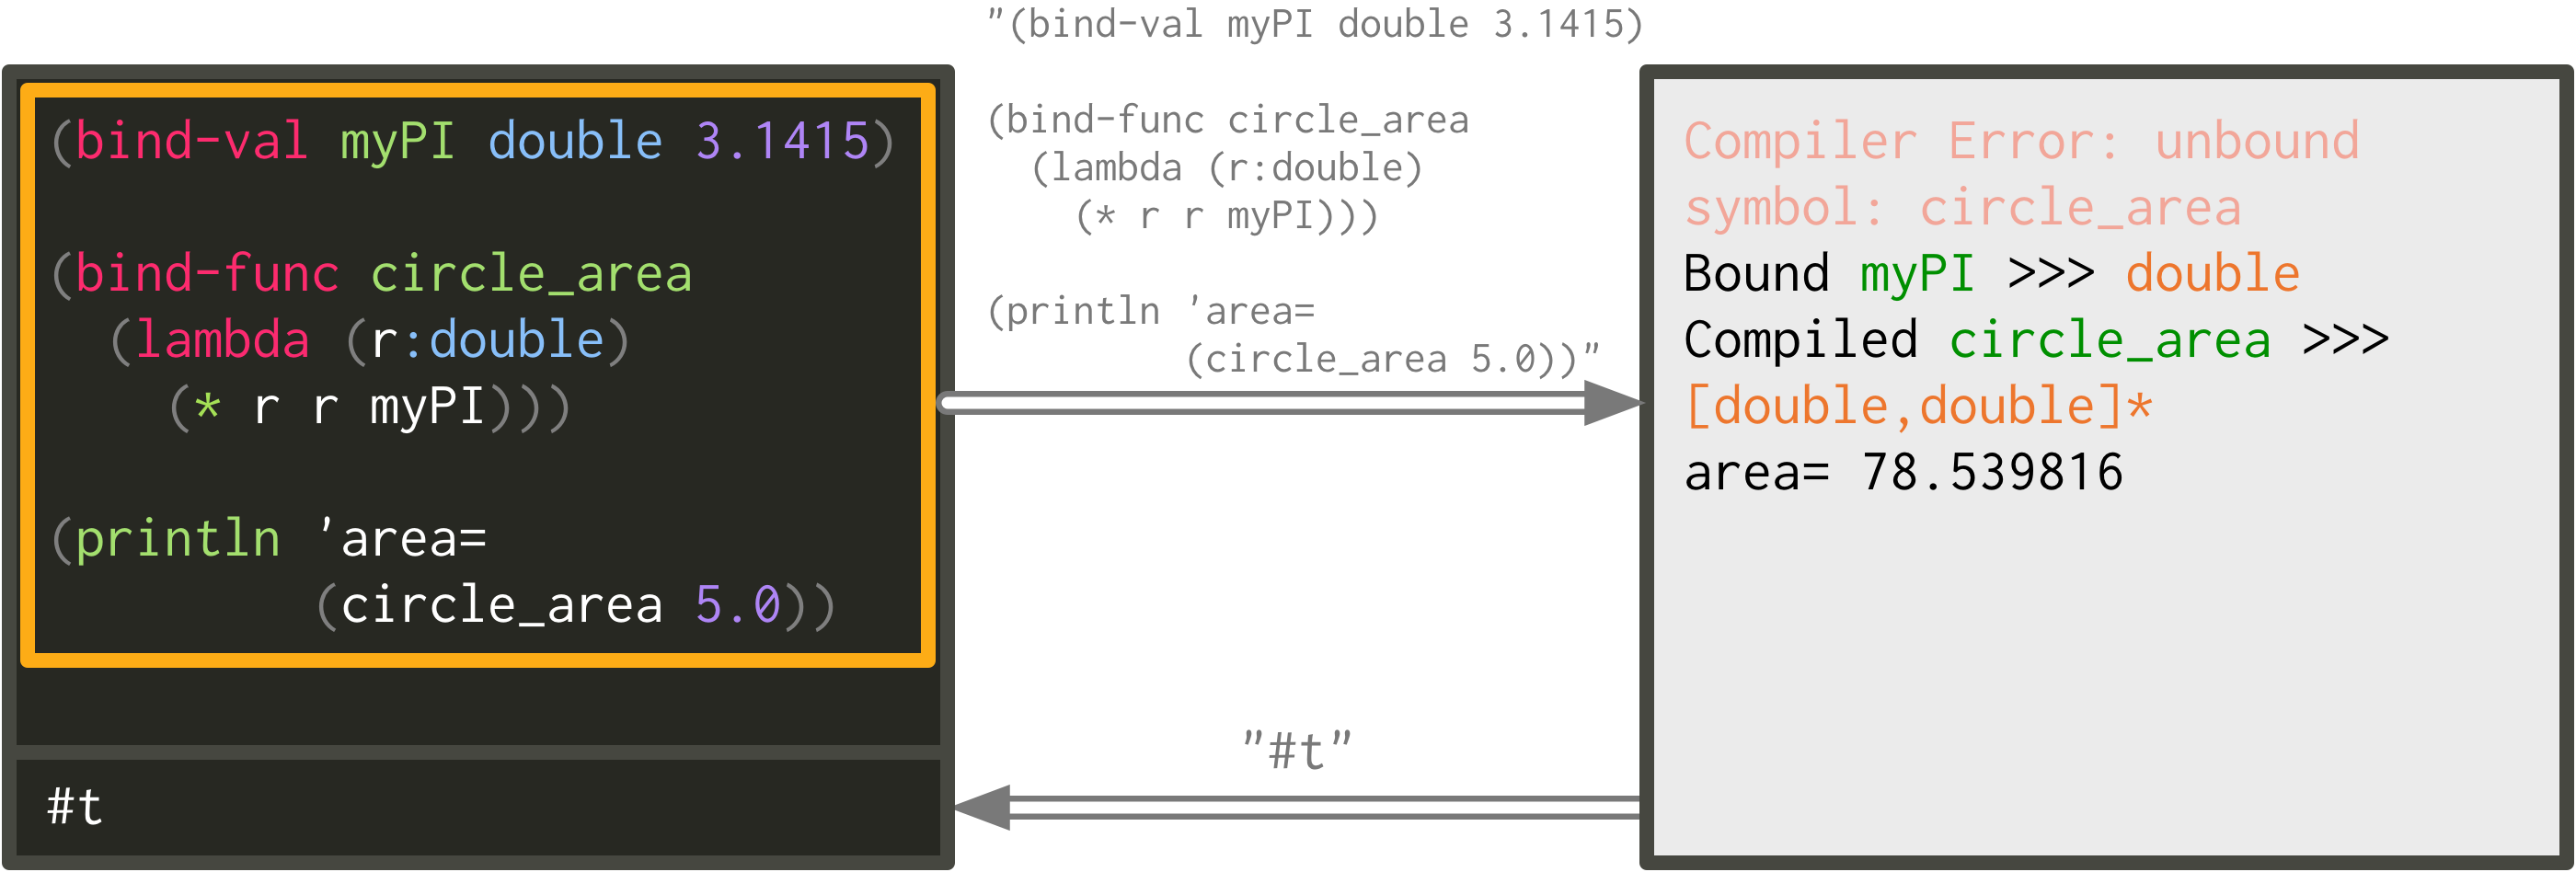 (bind-val myPI double 3.1415)
(bind-func circle_area
(lambda (r:double)
(* r r myPI)))
(println 'area=
(circle_area 5.0))
#t
"(bind-val myPI double 3.1415)
(bind-func circle_area
(lambda (r:double)
(* r r myPI)))
(println 'area=
(circle_area 5.0))"
"#t"
Compiler Error: unbound
symbol: circle_area
Bound myPI >>> double
Compiled circle_area >>>
[double,double]*
area= 78.539816